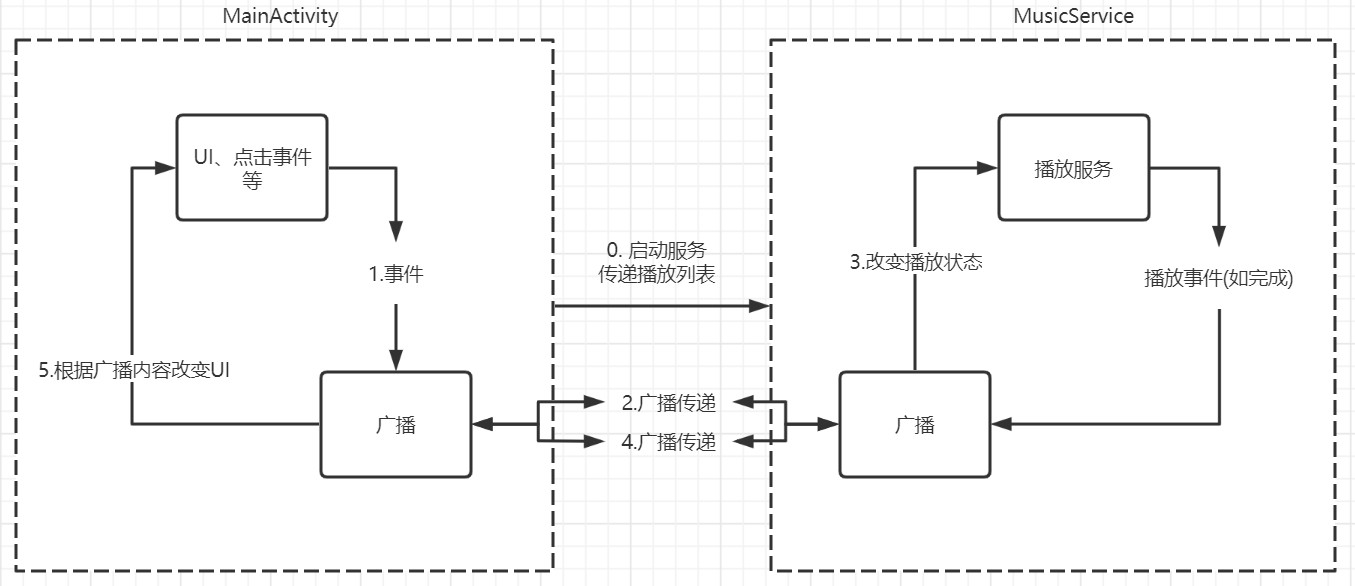 MainActivity
MusicService
UI、点击事件
等
播放服务
0. 启动服务
传递播放列表
1.事件
3.改变播放状态
播放事件(如完成)
5.根据广播内容改变UI
广播
2.广播传递
4.广播传递
广播